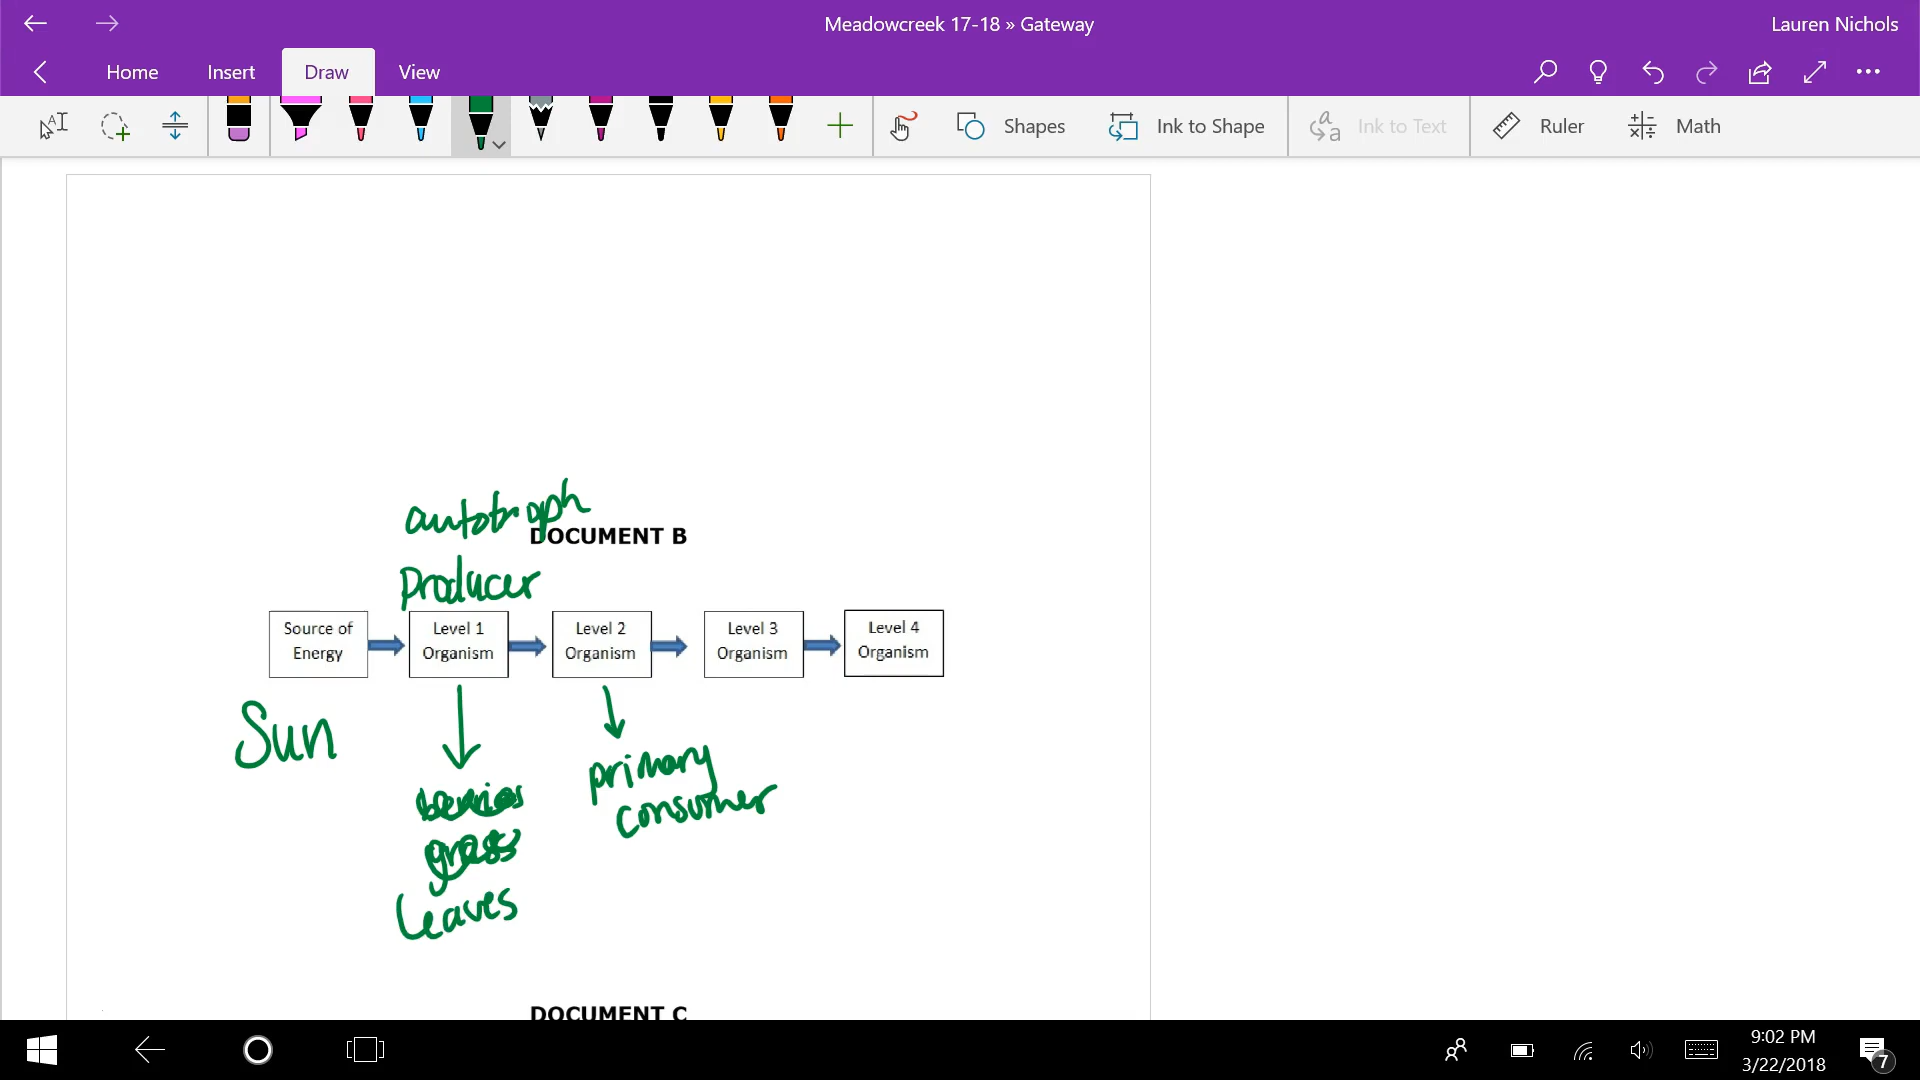 Meadowcreek 17-18 » Gateway
Lauren Nichols
Home Insert Draw View
Shapes Ink to Shape Ink to Text Ruler Math
autotroph
DOCUMENT B
Producer
Source of Energy
Level 1 Organism
Level 2 Organism
Level 3 Organism
Level 4 Organism
Sun
berries
grass
Leaves
primary
consumer
DOCUMENT C
9:02 PM
3/22/2018
7